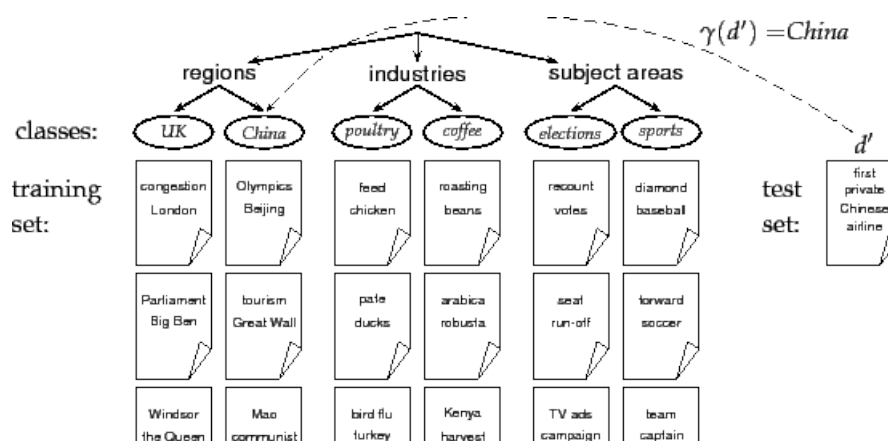 γ(d′) =China
regions industries subject areas
classes: UK China poultry coffee elections sports
d′
training set:
congestion London
Olympics Beijing
feed chicken
roasting beans
recount votes
diamond baseball
test set:
first private Chinese airline
Parliament Big Ben
tourism Great Wall
pate ducks
arabica robusta
seat run-off
forward soccer
Windsor the Queen
Mao communist
bird flu turkey
Kenya harvest
TV ads campaign
team captain